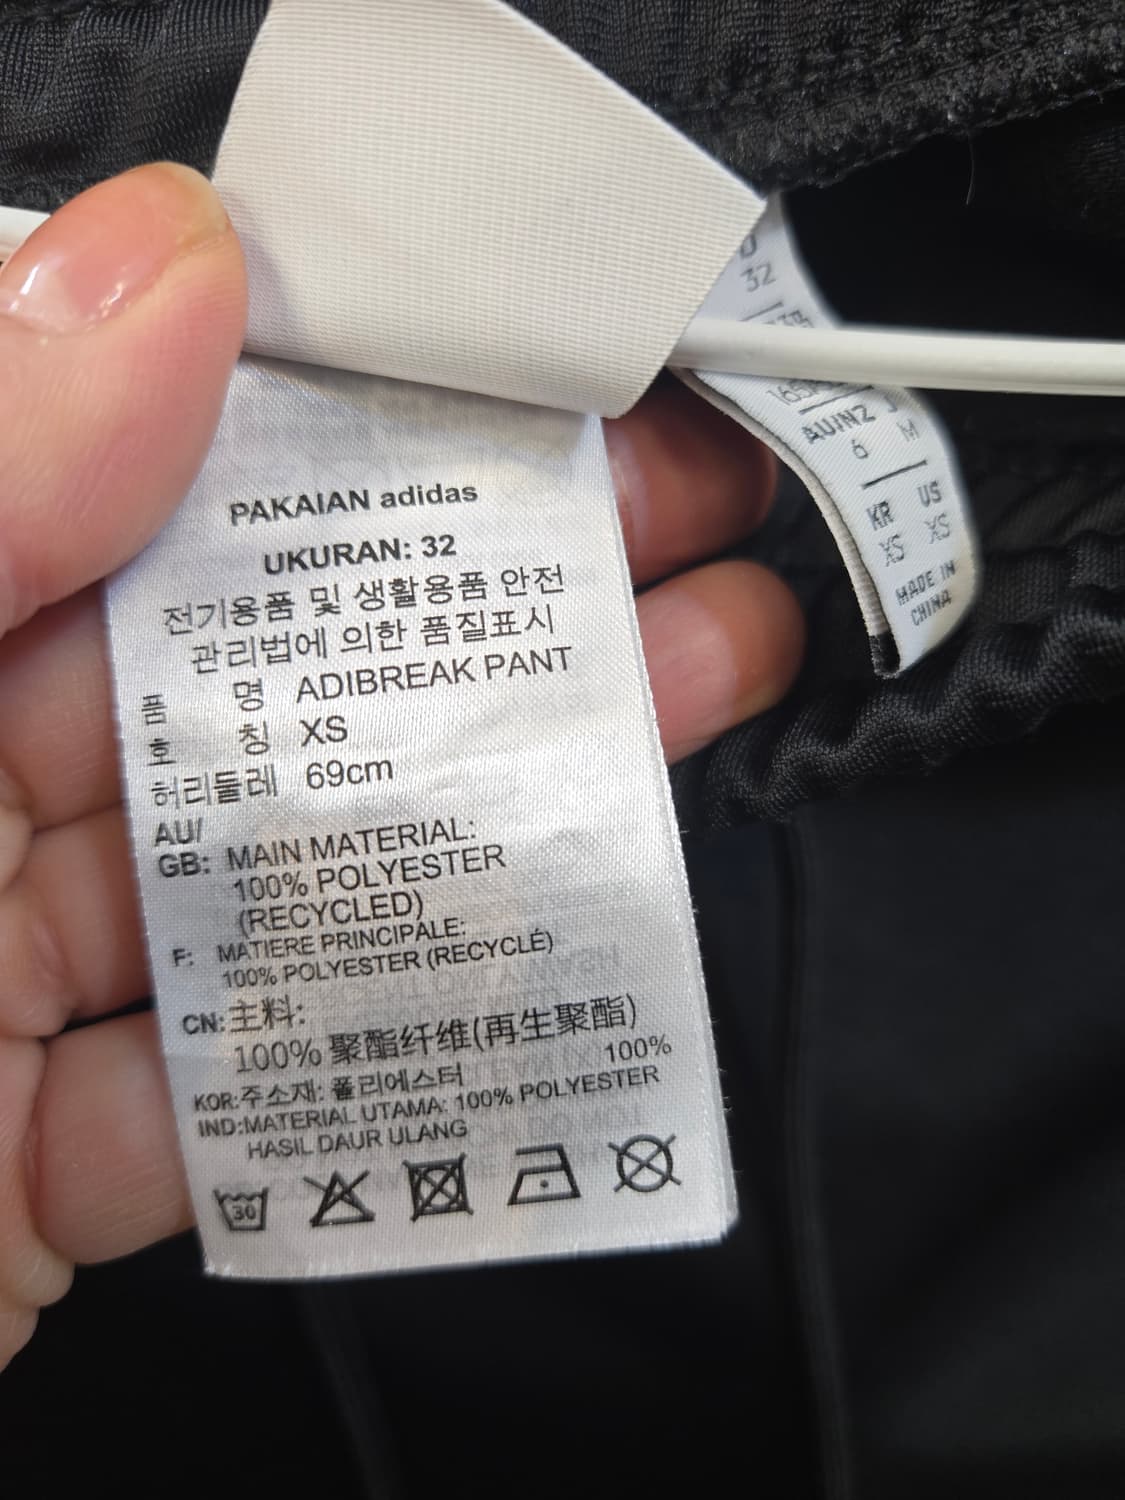 PAKAIAN adidas
UKURAN: 32
전기용품 및 생활용품 안전
관리법에 의한 품질표시
품 명 ADIBREAK PANT
호 칭 XS
허리둘레 69cm
AU/
GB: MAIN MATERIAL:
100% POLYESTER
(RECYCLED)
F: MATIERE PRINCIPALE:
100% POLYESTER (RECYCLÉ)
CN: 主料:
100% 聚酯纤维(再生聚酯)
100%
KOR:주소재: 폴리에스터
IND:MATERIAL UTAMA: 100% POLYESTER
HASIL DAUR ULANG
30
32
AU/NZ J
6 M
KR US
XS XS
MADE IN
CHINA